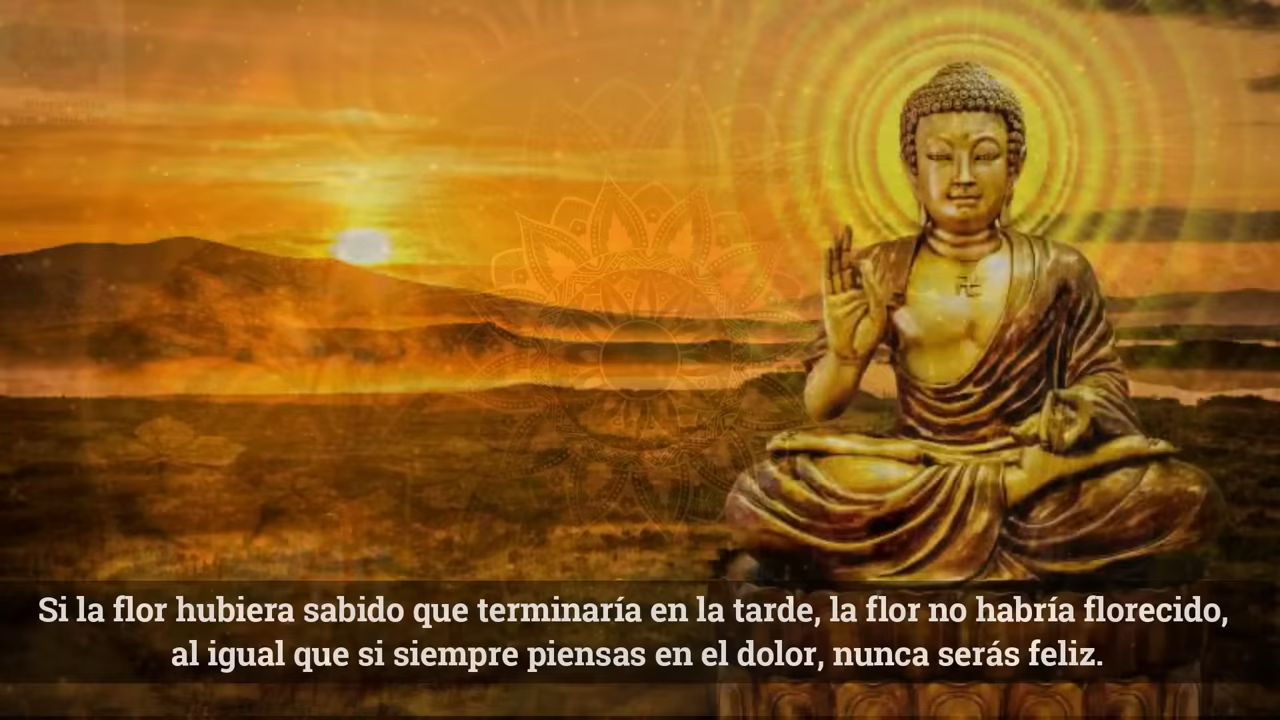 Si la flor hubiera sabido que terminaría en la tarde, la flor no habría florecido,
al igual que si siempre piensas en el dolor, nunca serás feliz.